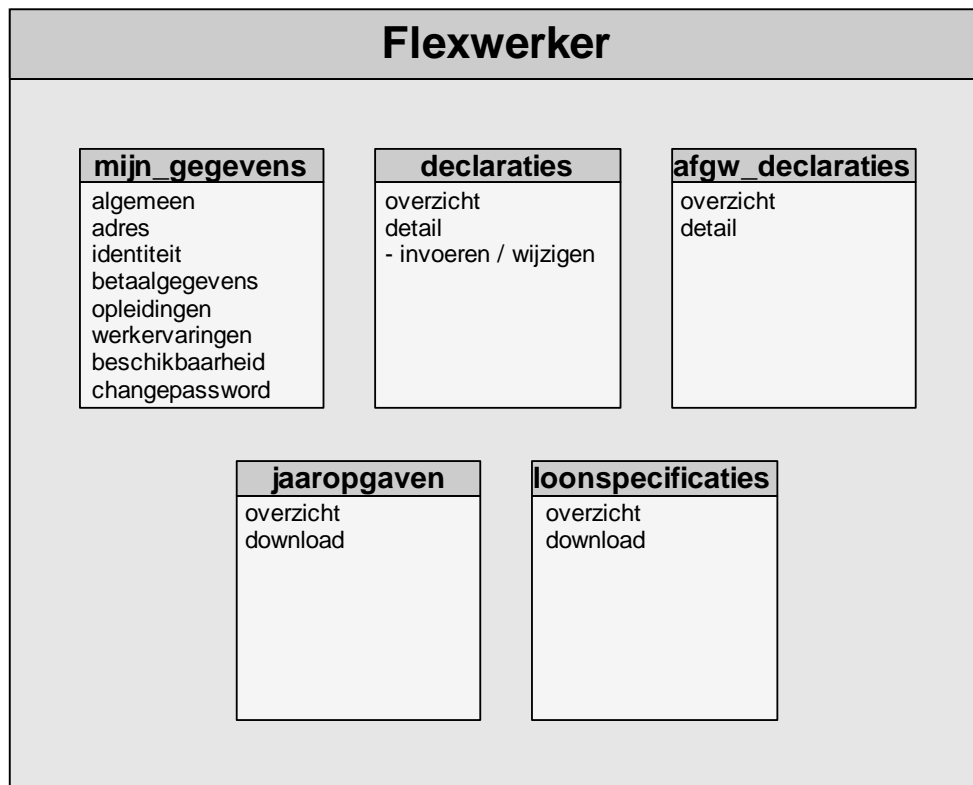 Flexwerker
mijn_gegevens
algemeen
adres
identiteit
betaalgegevens
opleidingen
werkervaringen
beschikbaarheid
changepassword
declaraties
overzicht
detail
- invoeren / wijzigen
afgw_declaraties
overzicht
detail
jaaropgaven
overzicht
download
loonspecificaties
overzicht
download